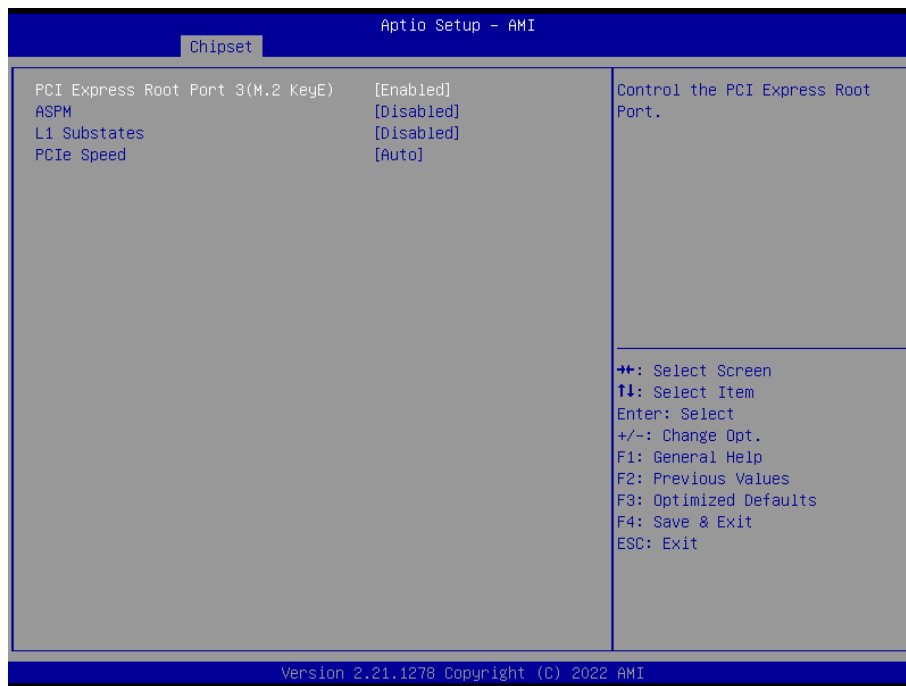 Aptio Setup – AMI
Chipset
PCI Express Root Port 3(M.2 KeyE) [Enabled]
ASPM [Disabled]
L1 Substates [Disabled]
PCIe Speed [Auto]
Control the PCI Express Root
Port.
→←: Select Screen
↑↓: Select Item
Enter: Select
+/-: Change Opt.
F1: General Help
F2: Previous Values
F3: Optimized Defaults
F4: Save & Exit
ESC: Exit
Version 2.21.1278 Copyright (C) 2022 AMI